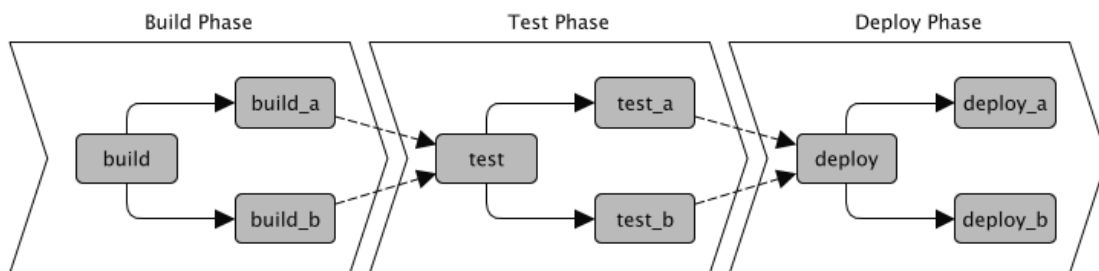 Build Phase
Test Phase
Deploy Phase
build_a
test_a
deploy_a
build
test
deploy
build_b
test_b
deploy_b